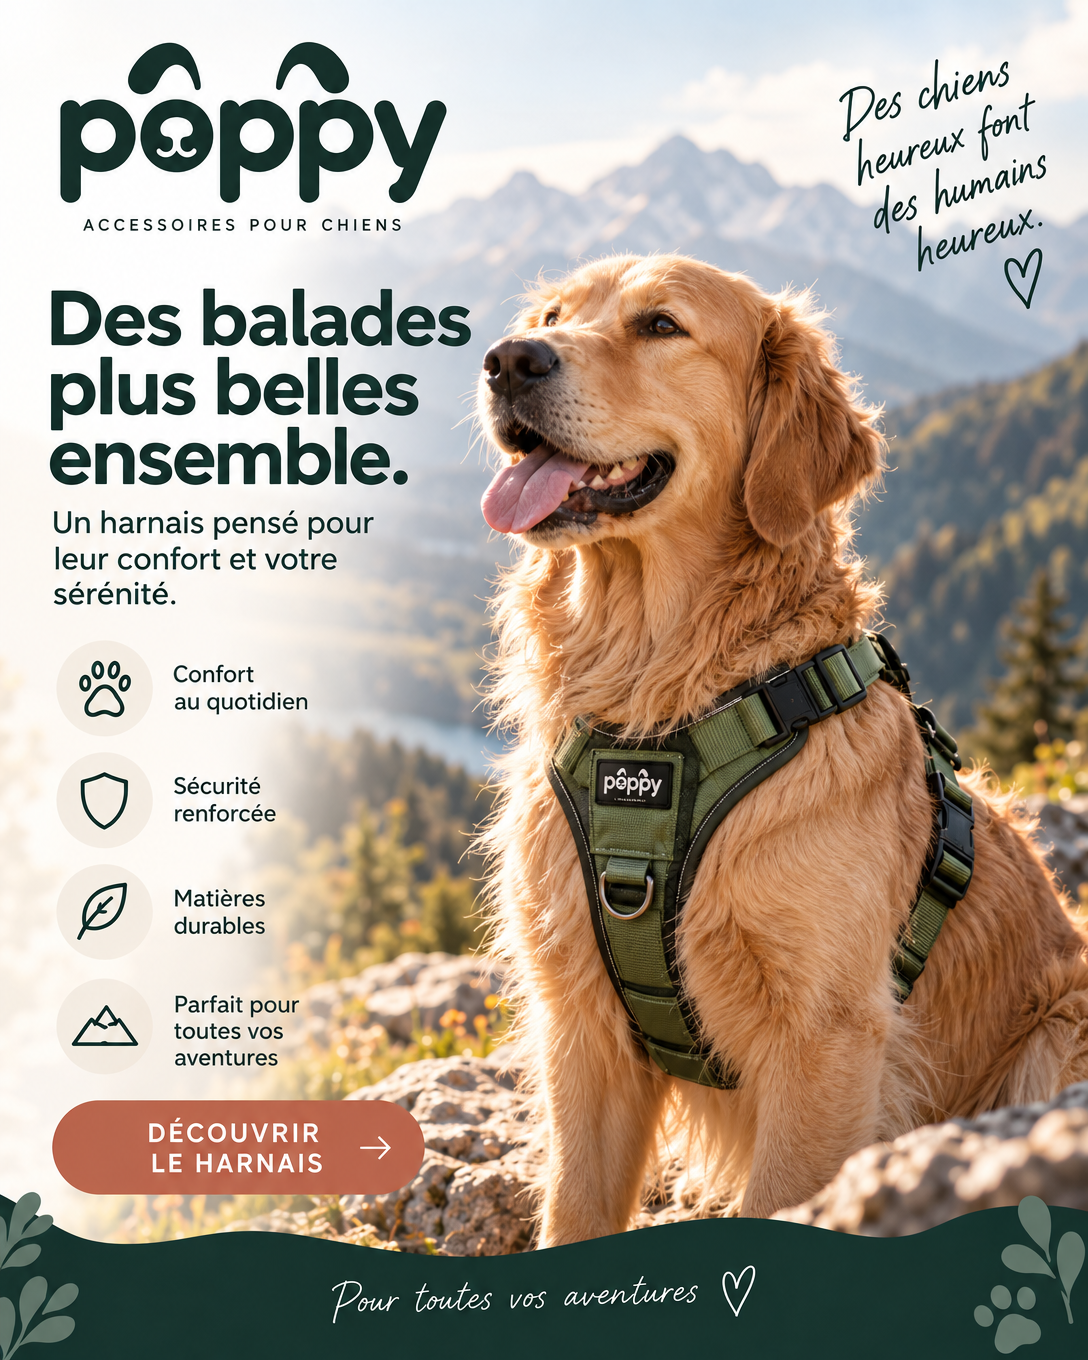 poppy
ACCESSOIRES POUR CHIENS
Des chiens
heureux font
des humains
heureux.
Des balades
plus belles
ensemble.
Un harnais pensé pour
leur confort et votre
sérénité.
Confort
au quotidien
Sécurité
renforcée
poppy
Matières
durables
Parfait pour
toutes vos
aventures
DÉCOUVRIR
LE HARNAIS
Pour toutes vos aventures